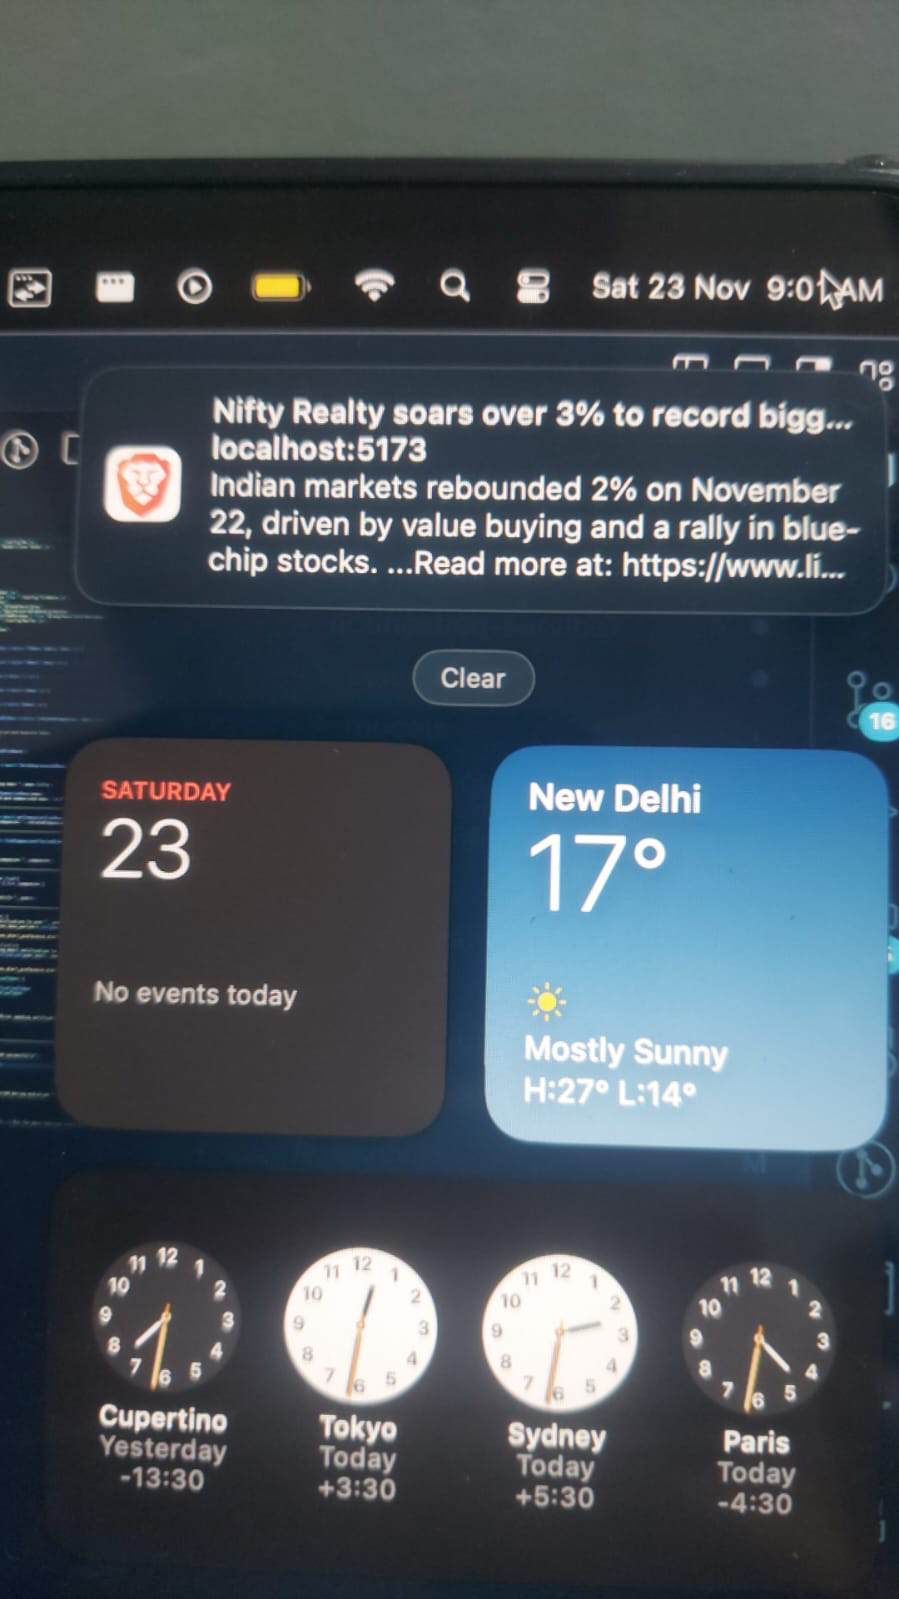 Sat 23 Nov 9:01 AM
Nifty Realty soars over 3% to record bigg...
localhost:5173
Indian markets rebounded 2% on November
22, driven by value buying and a rally in blue-
chip stocks. ...Read more at: https://www.li...
Clear
16
SATURDAY
23
No events today
New Delhi
17°
Mostly Sunny
H:27° L:14°
M
11 12 1
10 2
9 3
8 4
7 6 5
Cupertino
Yesterday
-13:30
11 12 1
10 2
9 3
8 4
7 6 5
Tokyo
Today
+3:30
11 12 1
10 2
9 3
8 4
7 6 5
Sydney
Today
+5:30
11 12 1
10 2
9 3
8 4
7 6 5
Paris
Today
-4:30